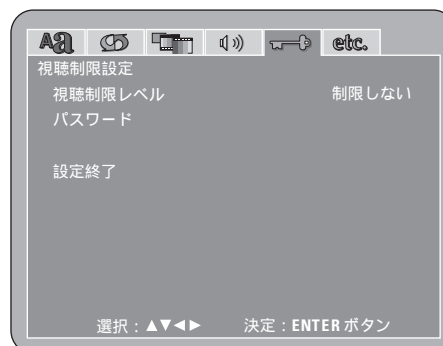 Aa etc.
視聴制限設定
視聴制限レベル 制限しない
パスワード
設定終了
選択：▲▼◀▶ 決定：ENTER ボタン